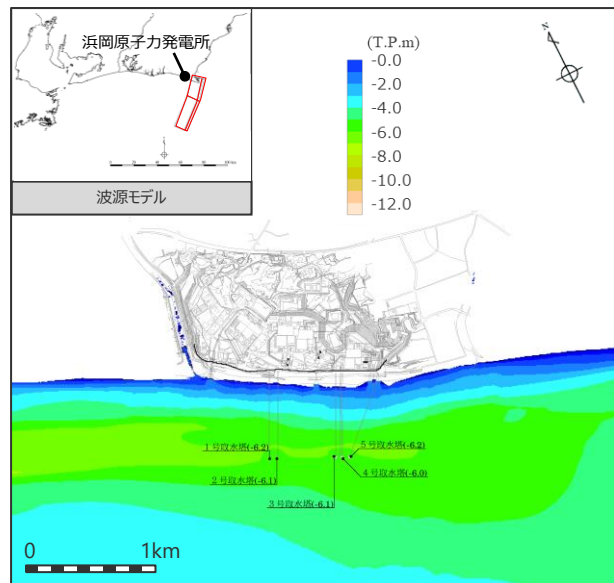 浜岡原子力発電所
波源モデル
(T.P.m)
-0.0
-2.0
-4.0
-6.0
-8.0
-10.0
-12.0
1号取水塔(-6.2)
2号取水塔(-6.1)
3号取水塔(-6.1)
5号取水塔(-6.2)
4号取水塔(-6.0)
0 1km